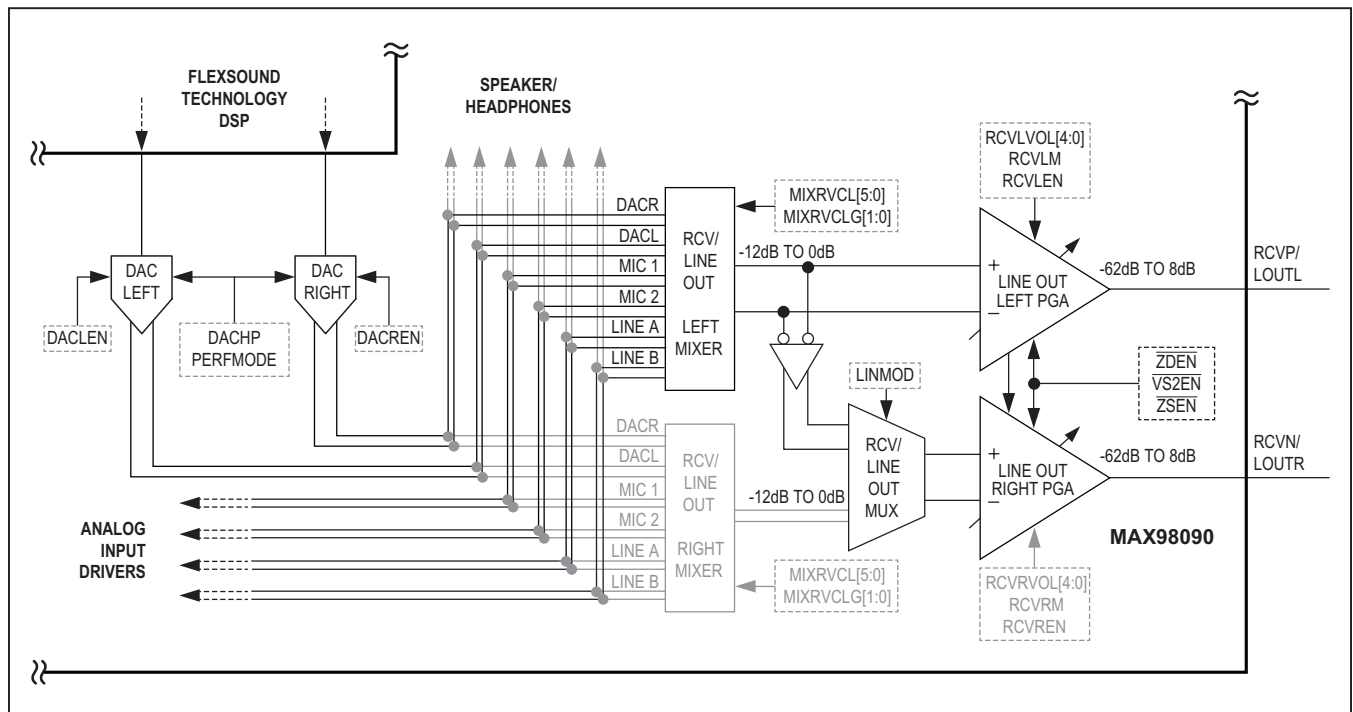 FLEXSOUND
TECHNOLOGY
DSP
SPEAKER/
HEADPHONES
RCVLVOL[4:0]
RCVLM
RCVLEN
MIXRVCL[5:0]
MIXRVCLG[1:0]
DACR
DACL
MIC 1
MIC 2
LINE A
LINE B
RCV/
LINE
OUT
LEFT
MIXER
-12dB TO 0dB
+
−
LINE OUT
LEFT PGA
-62dB TO 8dB
RCVP/
LOUTL
DAC
LEFT
DAC
RIGHT
DACLEN
DACHP
PERFMODE
DACREN
LINMOD
ZDEN
VS2EN
ZSEN
DACR
DACL
MIC 1
MIC 2
LINE A
LINE B
RCV/
LINE
OUT
RIGHT
MIXER
-12dB TO 0dB
RCV/
LINE
OUT
MUX
+
−
LINE OUT
RIGHT PGA
-62dB TO 8dB
RCVN/
LOUTR
ANALOG
INPUT
DRIVERS
MAX98090
MIXRVCL[5:0]
MIXRVCLG[1:0]
RCVRVOL[4:0]
RCVRM
RCVREN